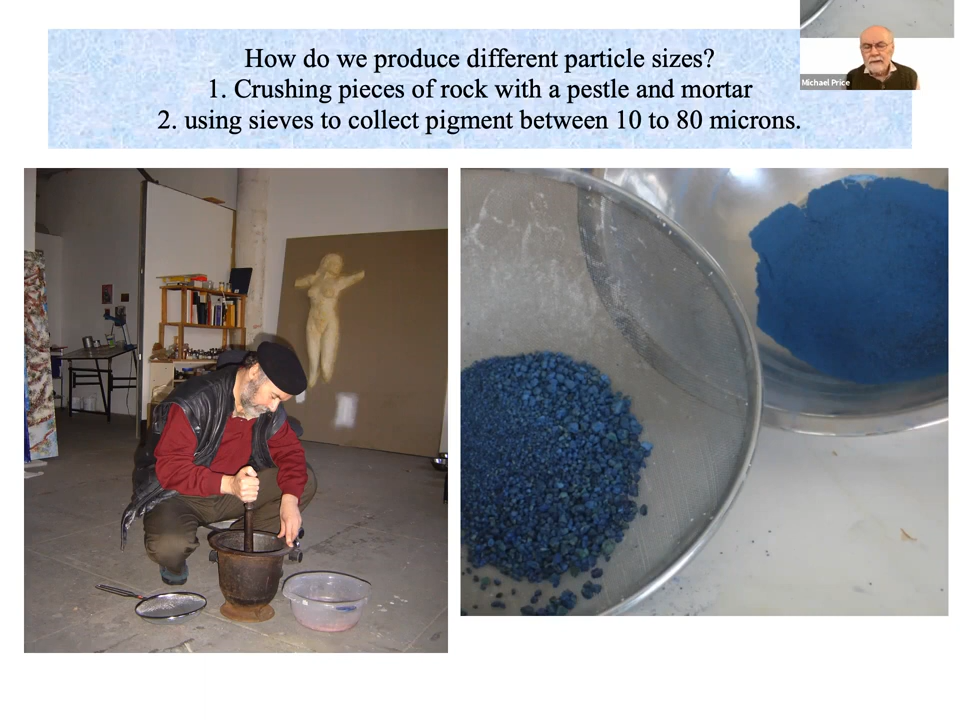 How do we produce different particle sizes?
1. Crushing pieces of rock with a pestle and mortar
2. using sieves to collect pigment between 10 to 80 microns.
Michael Price